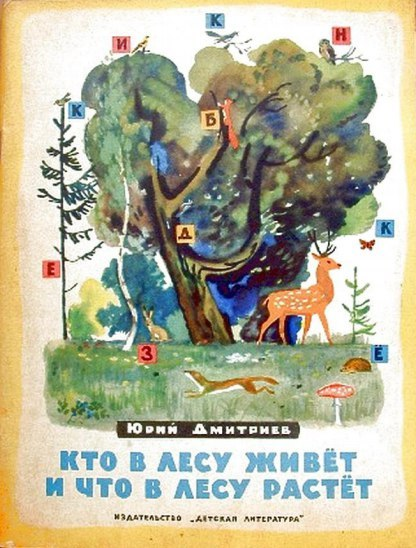 К
И
Н
К
Б
Д
К
Е
З
Ё
Юрий Дмитриев
КТО В ЛЕСУ ЖИВЁТ
И ЧТО В ЛЕСУ РАСТЁТ
ИЗДАТЕЛЬСТВО „ДЕТСКАЯ ЛИТЕРАТУРА"